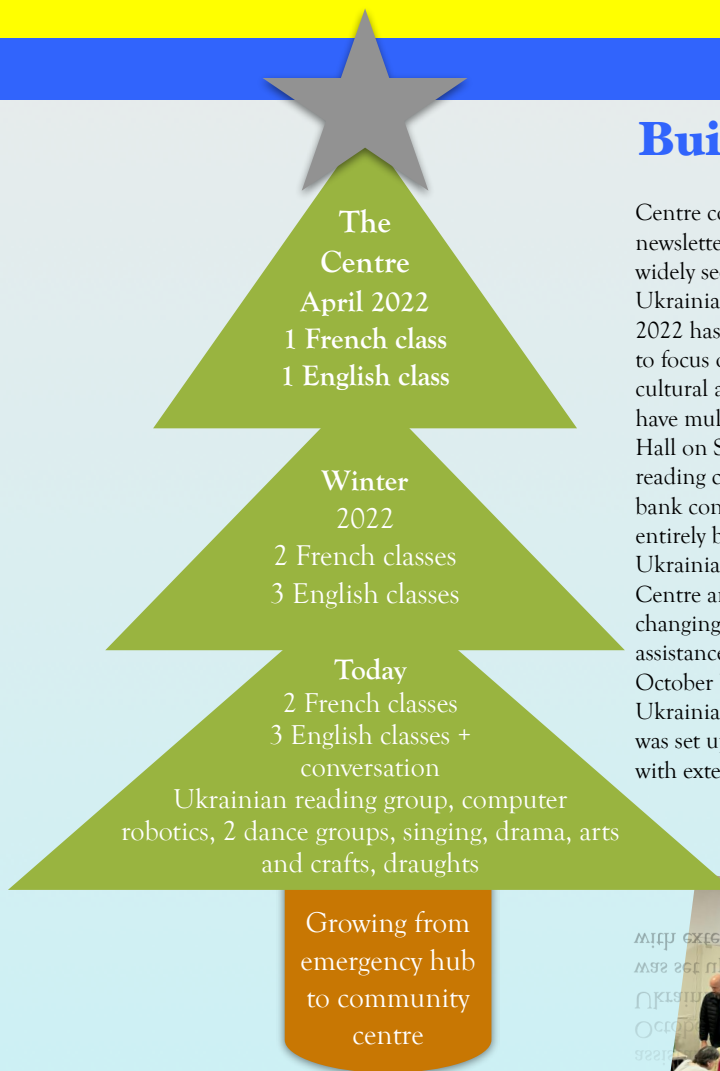 The
Centre
April 2022
1 French class
1 English class
Winter
2022
2 French classes
3 English classes
Today
2 French classes
3 English classes +
conversation
Ukrainian reading group, computer
robotics, 2 dance groups, singing, drama, arts
and crafts, draughts
Growing from
emergency hub
to community
centre
Bui
Centre co
newslette
widely se
Ukrainia
2022 has
to focus
cultural a
have mul
Hall on S
reading c
bank con
entirely b
Ukrainia
Centre a
changing
assistance
October
Ukrainia
was set u
with exte